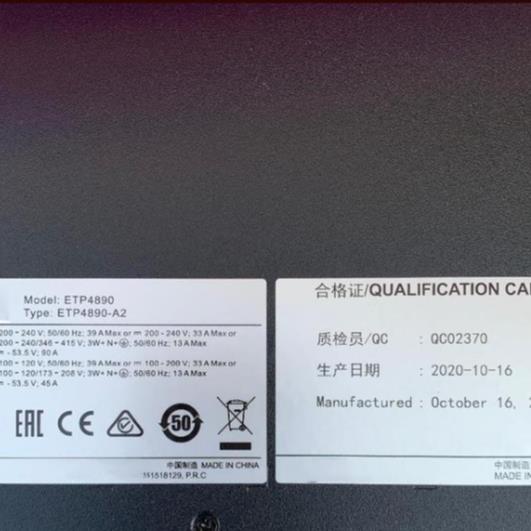 Model: ETP4890
Type: ETP4890-A2
200 - 240 V; 50/60 Hz; 39 A Max or ⎓ 200 - 240 V; 33 A Max or
200 - 240/346 - 415 V; 3W+ N+⏚; 50/60 Hz; 13 A Max
- 53.5 V; 90 A
100 - 120 V; 50/60 Hz; 39 A Max or ⎓ 100 - 200 V; 33 A Max or
100 - 120/173 - 208 V; 3W+ N+⏚; 50/60 Hz; 13 A Max
- 53.5 V; 45 A
EAC CE 50
中国制造 MADE IN CHINA
518129, P.R.C
合格证/QUALIFICATION CA
质检员/QC : QC02370
生产日期 : 2020-10-16
Manufactured : October 16,
中国制造
MADE IN